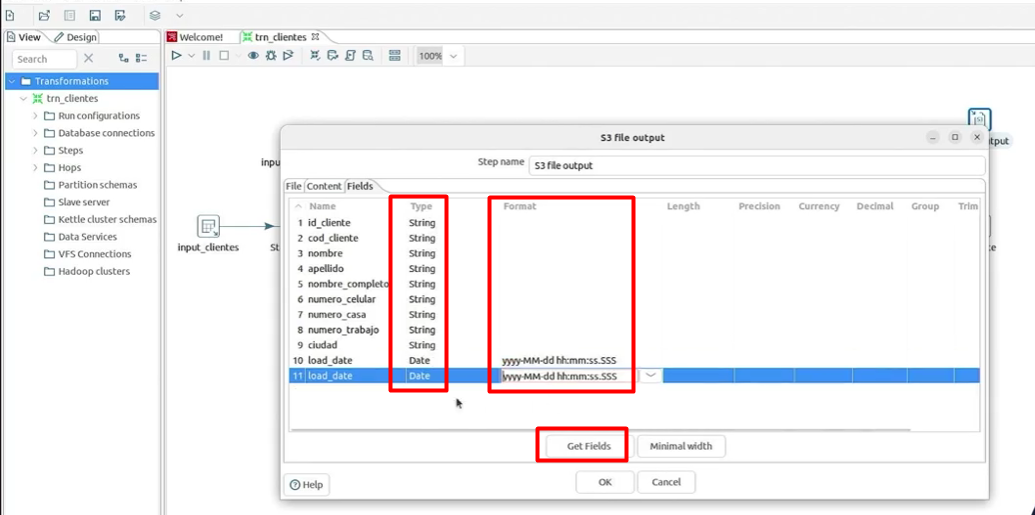 View
Design
Welcome!
trn_clientes
Search
100%
Transformations
trn_clientes
Run configurations
Database connections
Steps
Hops
Partition schemas
Slave server
Kettle cluster schemas
Data Services
VFS Connections
Hadoop clusters
input_clientes
S3 file output
Step name
S3 file output
File Content Fields
Name Type Format Length Precision Currency Decimal Group Trim
1 id_cliente String
2 cod_cliente String
3 nombre String
4 apellido String
5 nombre_completo String
6 numero_celular String
7 numero_casa String
8 numero_trabajo String
9 ciudad String
10 load_date Date yyyy-MM-dd hh:mm:ss.SSS
11 load_date Date yyyy-MM-dd hh:mm:ss.SSS
Get Fields
Minimal width
Help
OK
Cancel